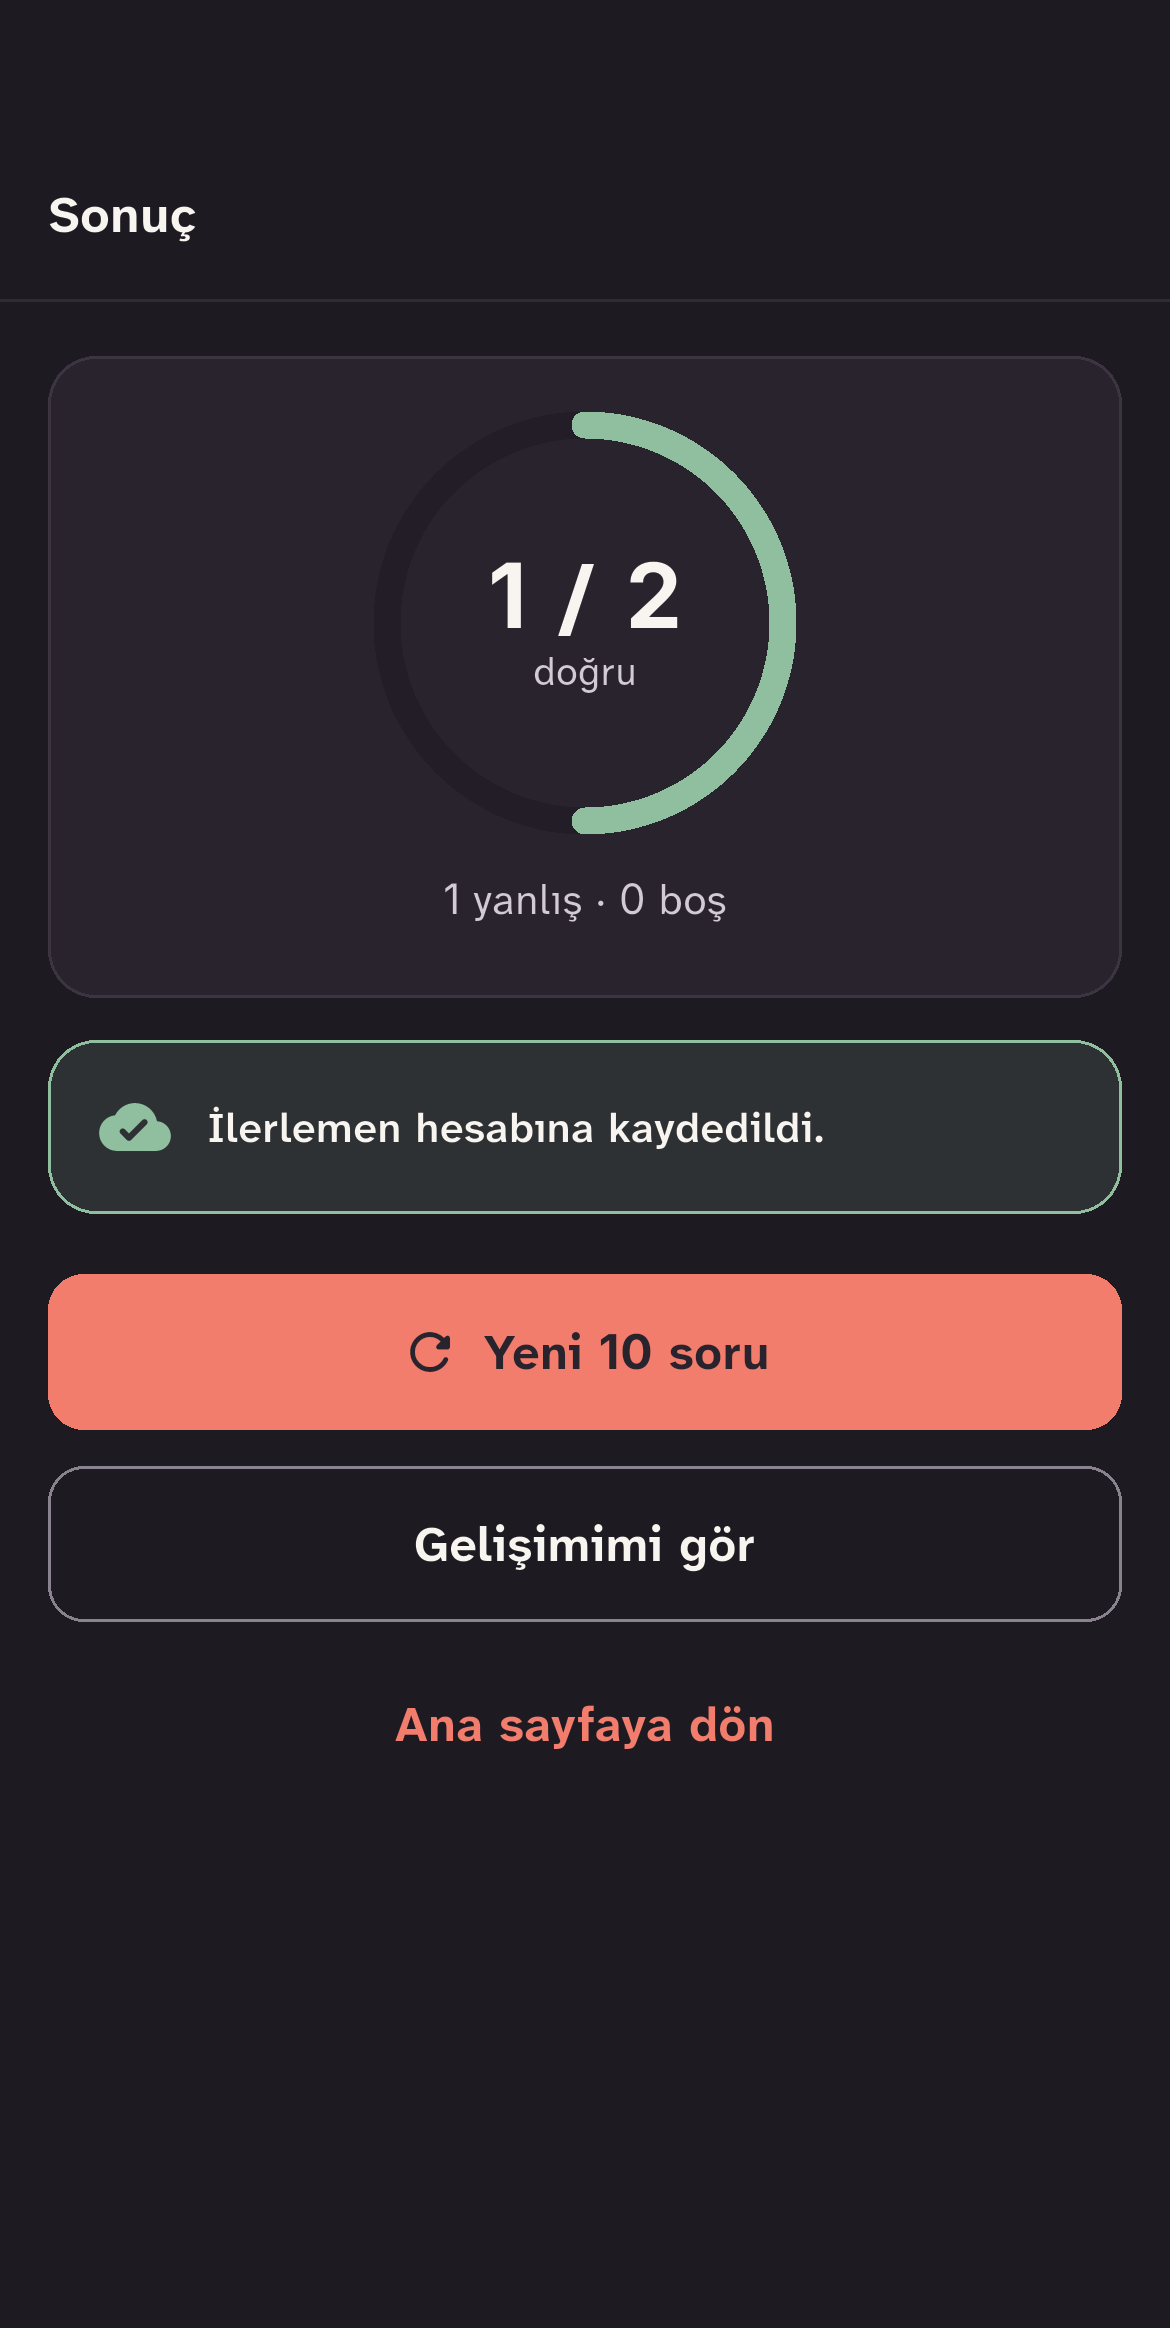 Sonuç
1 / 2
doğru
1 yanlış · 0 boş
İlerlemen hesabına kaydedildi.
Yeni 10 soru
Gelişimimi gör
Ana sayfaya dön